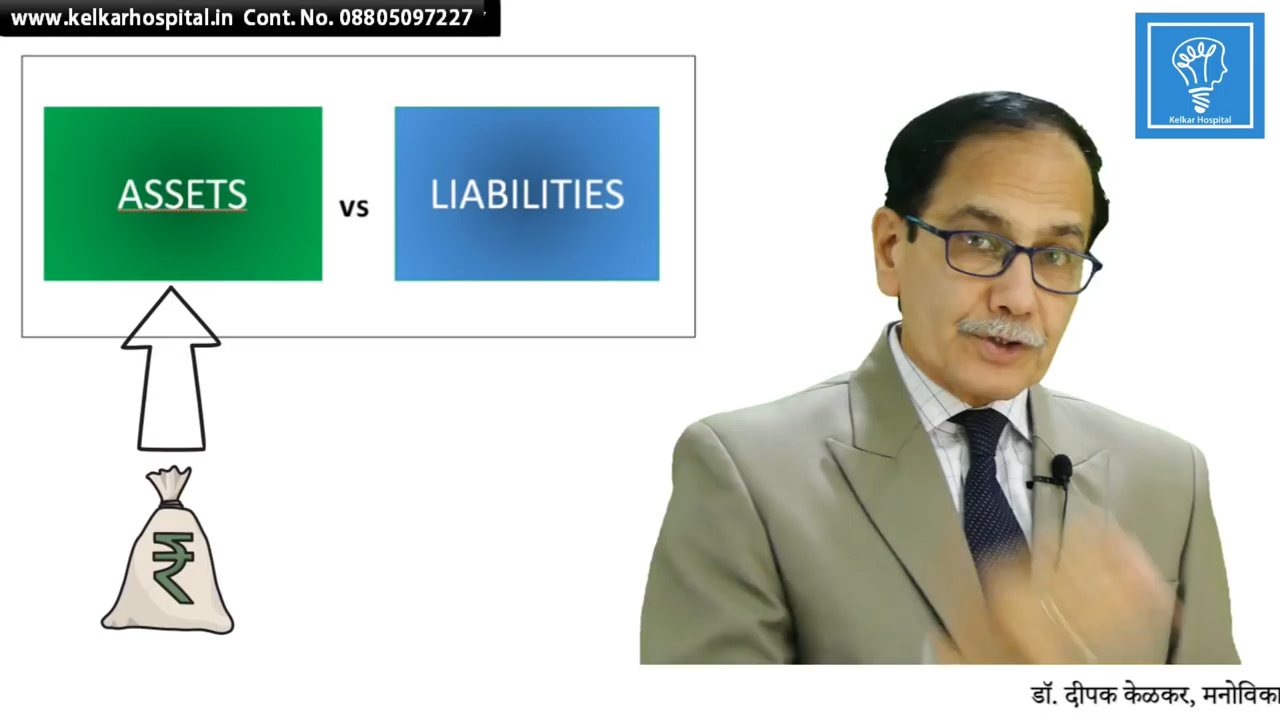 www.kelkarhospital.in Cont. No. 08805097227
Kelkar Hospital
ASSETS
vs
LIABILITIES
₹
डॉ. दीपक केळकर, मनोविका